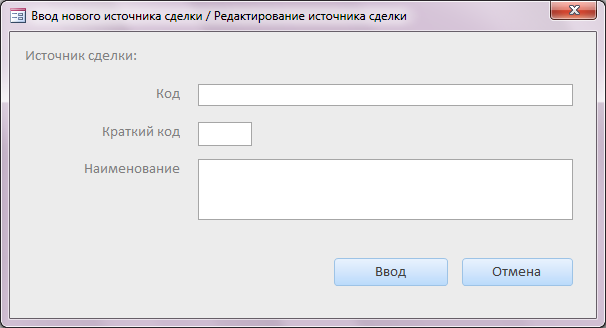 Ввод нового источника сделки / Редактирование источника сделки
Источник сделки:
Код
Краткий код
Наименование
Ввод Отмена